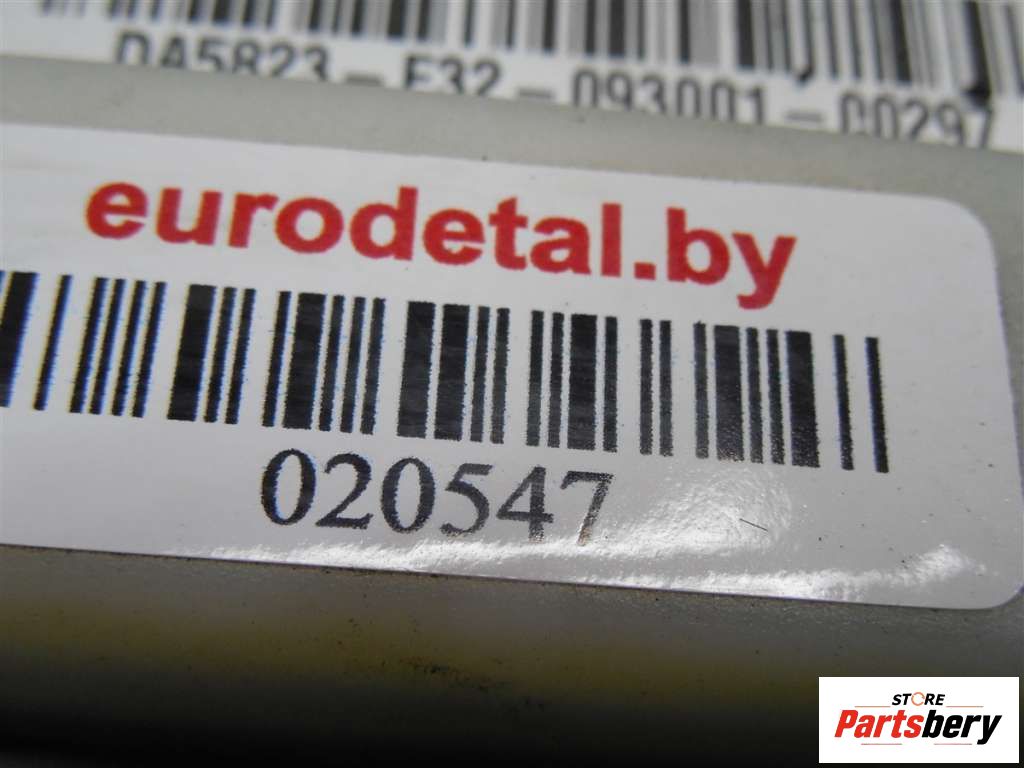 DA5823-E32-093001-00297
eurodetal.by
020547
STORE
Partsbery